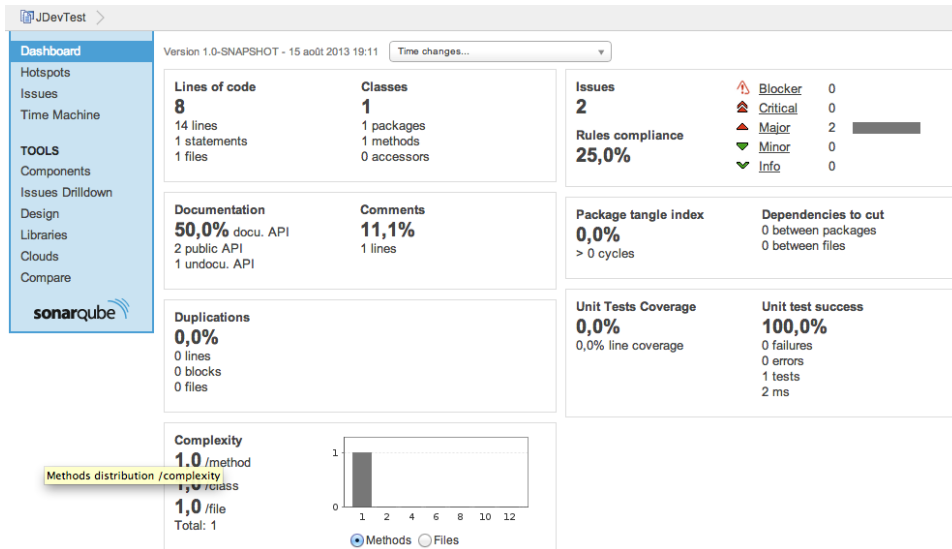 JDevTest
Dashboard
Hotspots
Issues
Time Machine
TOOLS
Components
Issues Drilldown
Design
Libraries
Clouds
Compare
sonarqube
Version 1.0-SNAPSHOT - 15 août 2013 19:11
Time changes...
Lines of code
8
14 lines
1 statements
1 files
Classes
1
1 packages
1 methods
0 accessors
Documentation
50,0% docu. API
2 public API
1 undocu. API
Comments
11,1%
1 lines
Duplications
0,0%
0 lines
0 blocks
0 files
Complexity
1,0 /method
Methods distribution /complexity
1,0 /class
1,0 /file
Total: 1
1
0
1 2 4 6 8 10 12
Methods Files
Issues
2
Rules compliance
25,0%
Blocker 0
Critical 0
Major 2
Minor 0
Info 0
Package tangle index
0,0%
> 0 cycles
Dependencies to cut
0 between packages
0 between files
Unit Tests Coverage
0,0%
0,0% line coverage
Unit test success
100,0%
0 failures
0 errors
1 tests
2 ms